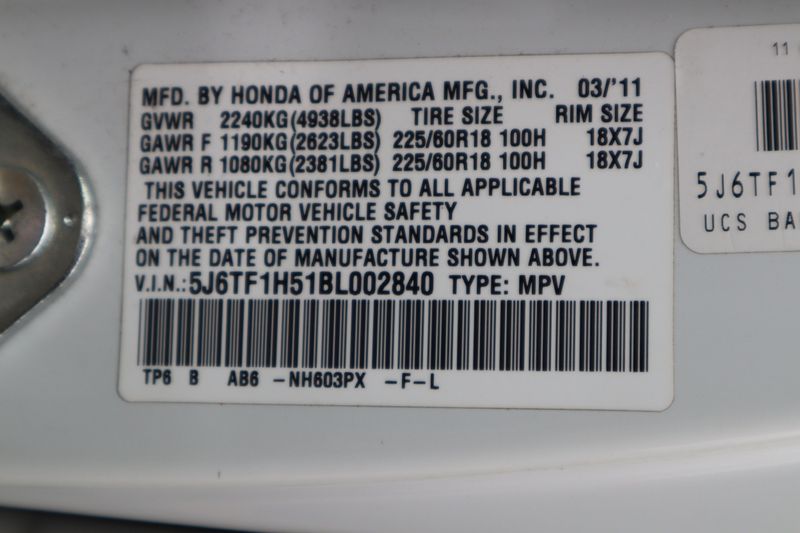 MFD. BY HONDA OF AMERICA MFG., INC. 03/'11
GVWR 2240KG(4938LBS) TIRE SIZE RIM SIZE
GAWR F 1190KG(2623LBS) 225/60R18 100H 18X7J
GAWR R 1080KG(2381LBS) 225/60R18 100H 18X7J
THIS VEHICLE CONFORMS TO ALL APPLICABLE
FEDERAL MOTOR VEHICLE SAFETY
AND THEFT PREVENTION STANDARDS IN EFFECT
ON THE DATE OF MANUFACTURE SHOWN ABOVE.
V.I.N.: 5J6TF1H51BL002840 TYPE: MPV
TP6 B AB6 -NH603PX -F-L
11
5J6TF1
UCS BA